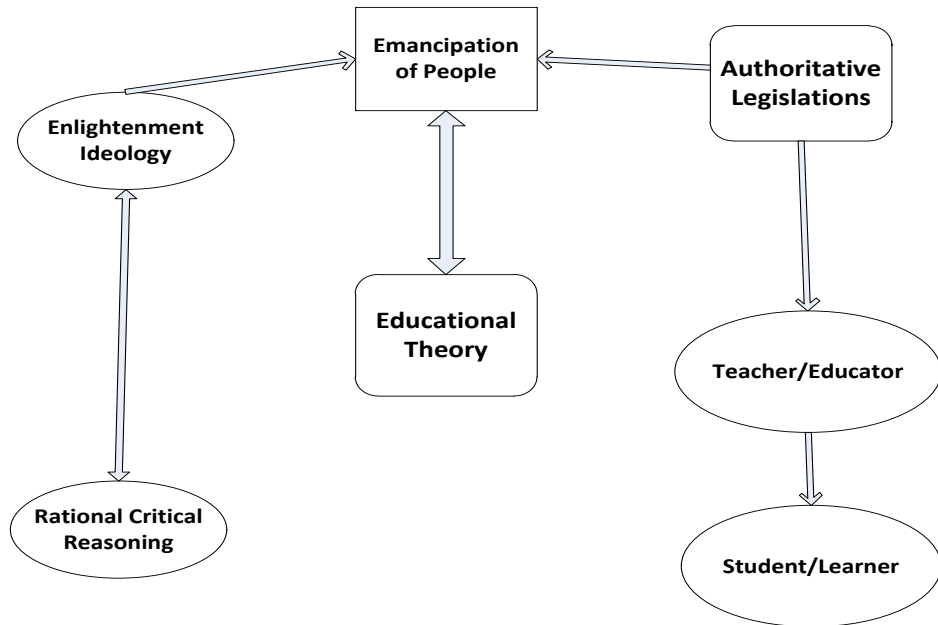 Emancipation
of People
Authoritative
Legislations
Enlightenment
Ideology
Educational
Theory
Teacher/Educator
Rational Critical
Reasoning
Student/Learner